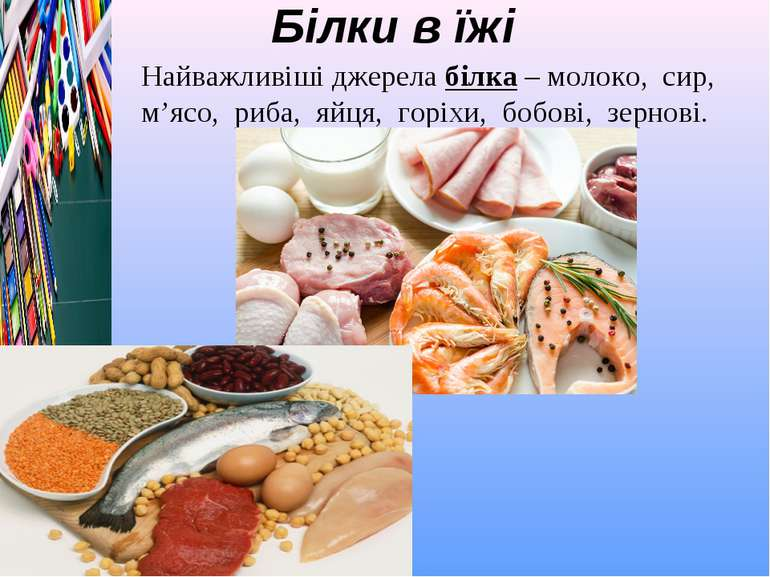 Білки в їжі
Найважливіші джерела білка – молоко, сир,
м’ясо, риба, яйця, горіхи, бобові, зернові.